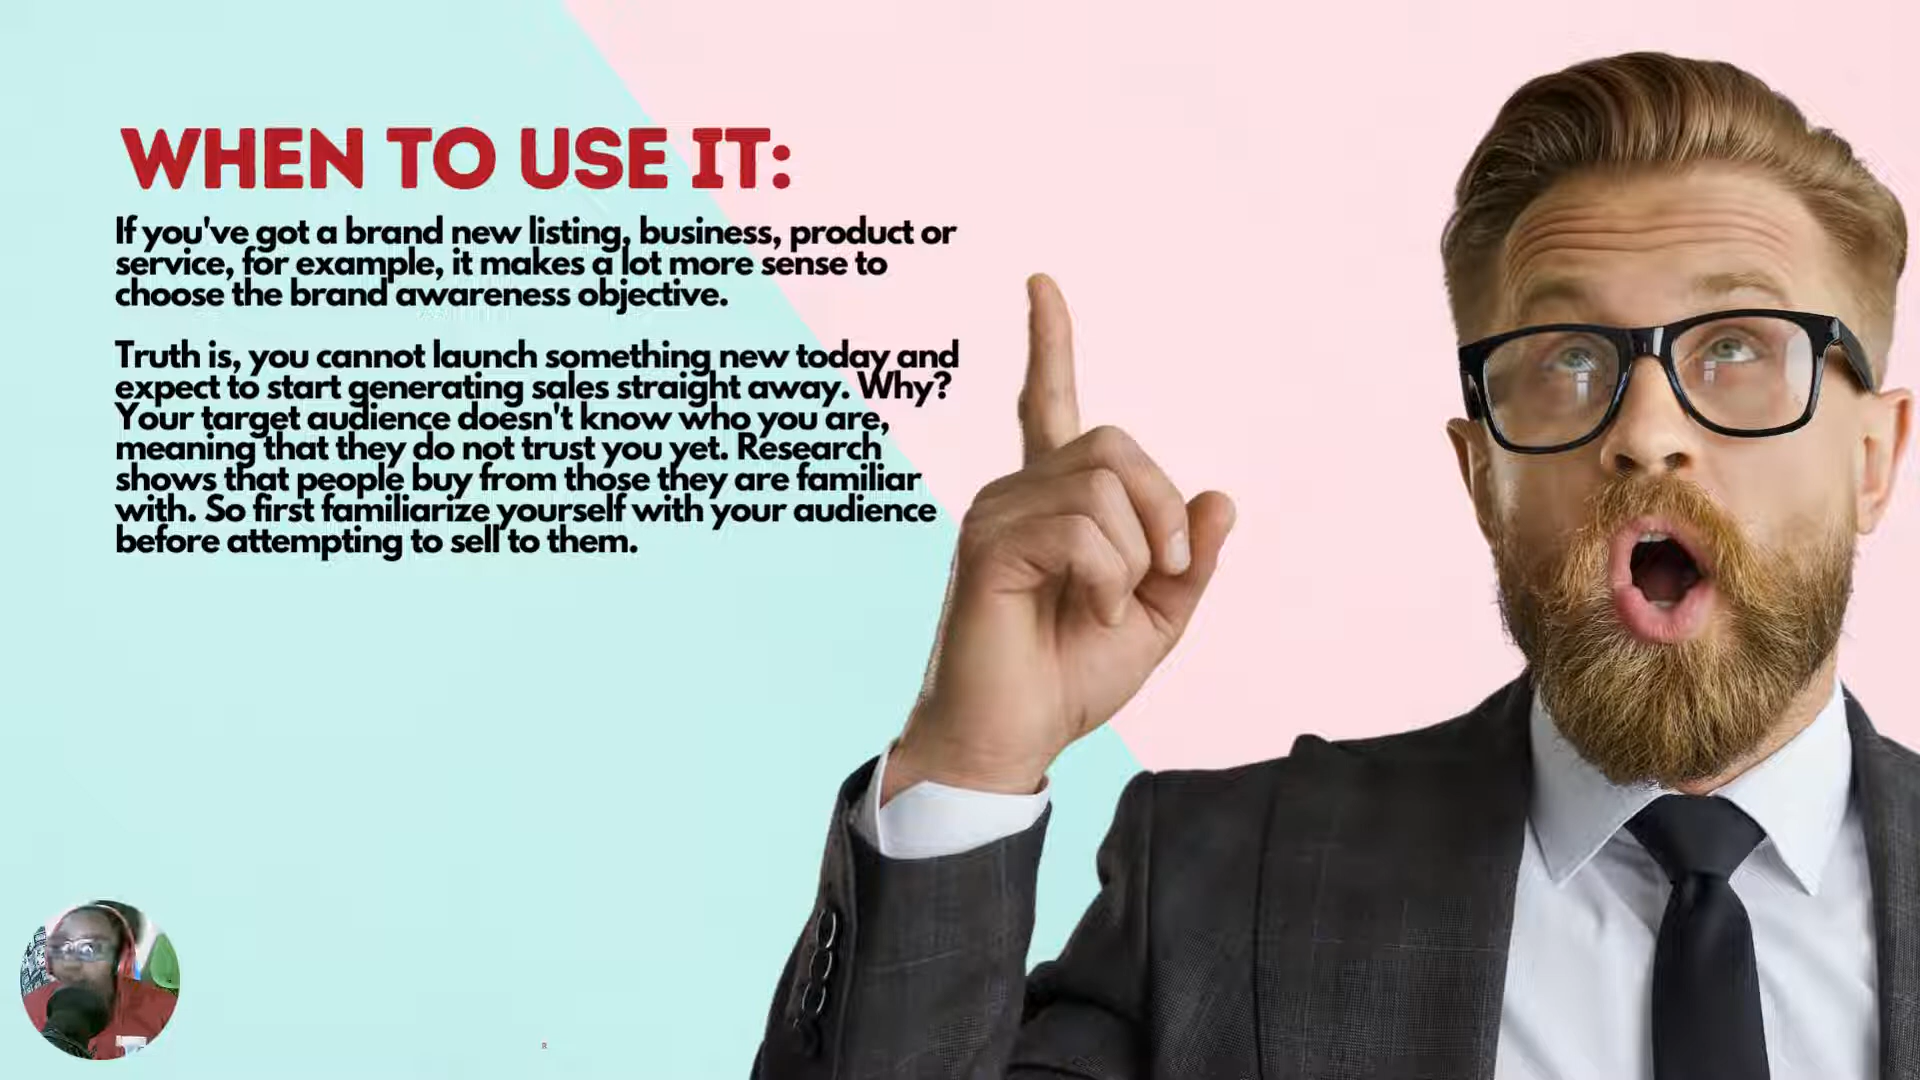 WHEN TO USE IT:
If you've got a brand new listing, business, product or
service, for example, it makes a lot more sense to
choose the brand awareness objective.
Truth is, you cannot launch something new today and
expect to start generating sales straight away. Why?
Your target audience doesn't know who you are,
meaning that they do not trust you yet. Research
shows that people buy from those they are familiar
with. So first familiarize yourself with your audience
before attempting to sell to them.